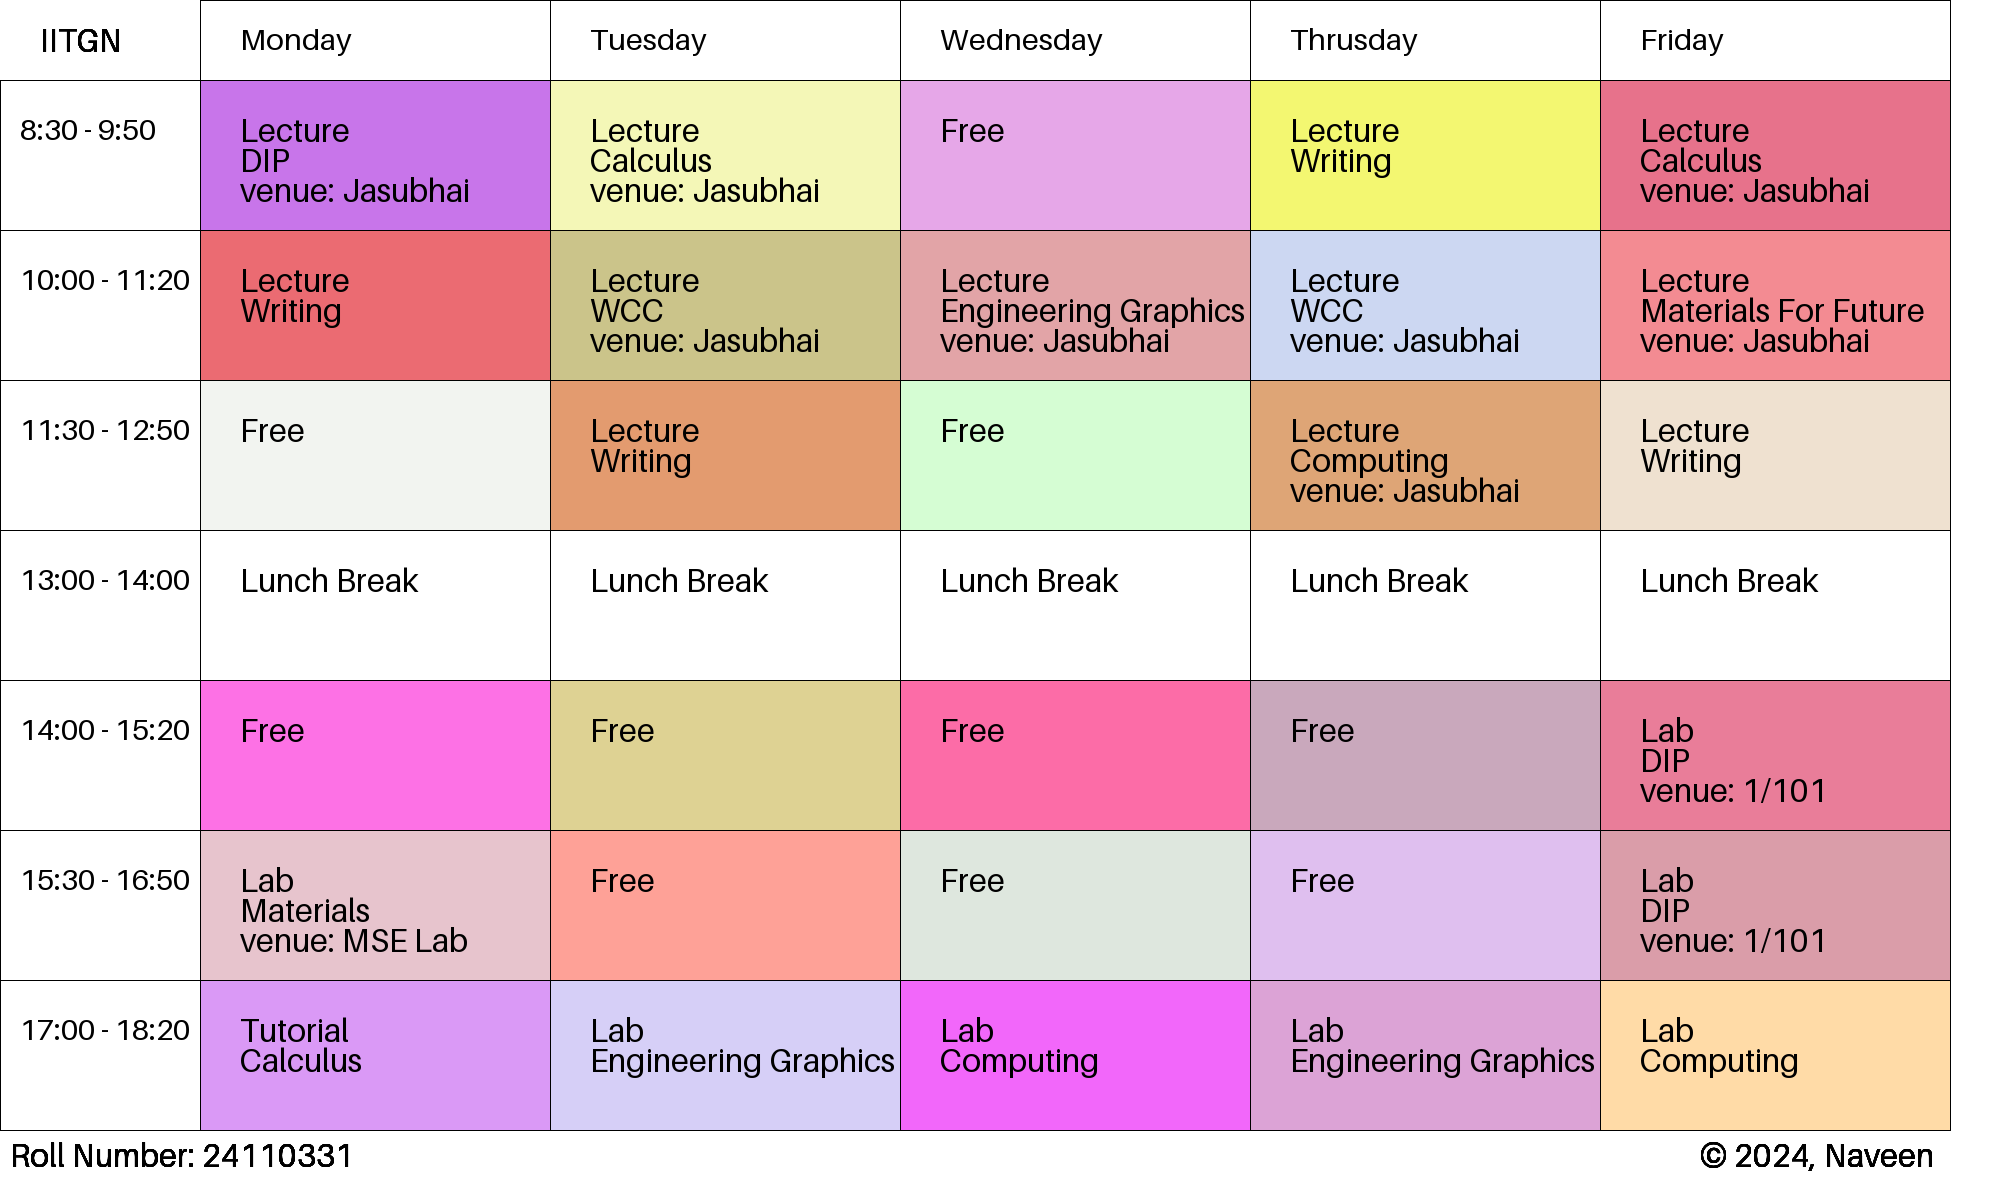 IITGN Monday Tuesday Wednesday Thrusday Friday
8:30 - 9:50
Lecture
DIP
venue: Jasubhai
Lecture
Calculus
venue: Jasubhai
Free
Lecture
Writing
Lecture
Calculus
venue: Jasubhai
10:00 - 11:20
Lecture
Writing
Lecture
WCC
venue: Jasubhai
Lecture
Engineering Graphics
venue: Jasubhai
Lecture
WCC
venue: Jasubhai
Lecture
Materials For Future
venue: Jasubhai
11:30 - 12:50
Free
Lecture
Writing
Free
Lecture
Computing
venue: Jasubhai
Lecture
Writing
13:00 - 14:00
Lunch Break
Lunch Break
Lunch Break
Lunch Break
Lunch Break
14:00 - 15:20
Free
Free
Free
Free
Lab
DIP
venue: 1/101
15:30 - 16:50
Lab
Materials
venue: MSE Lab
Free
Free
Free
Lab
DIP
venue: 1/101
17:00 - 18:20
Tutorial
Calculus
Lab
Engineering Graphics
Lab
Computing
Lab
Engineering Graphics
Lab
Computing
Roll Number: 24110331
© 2024, Naveen